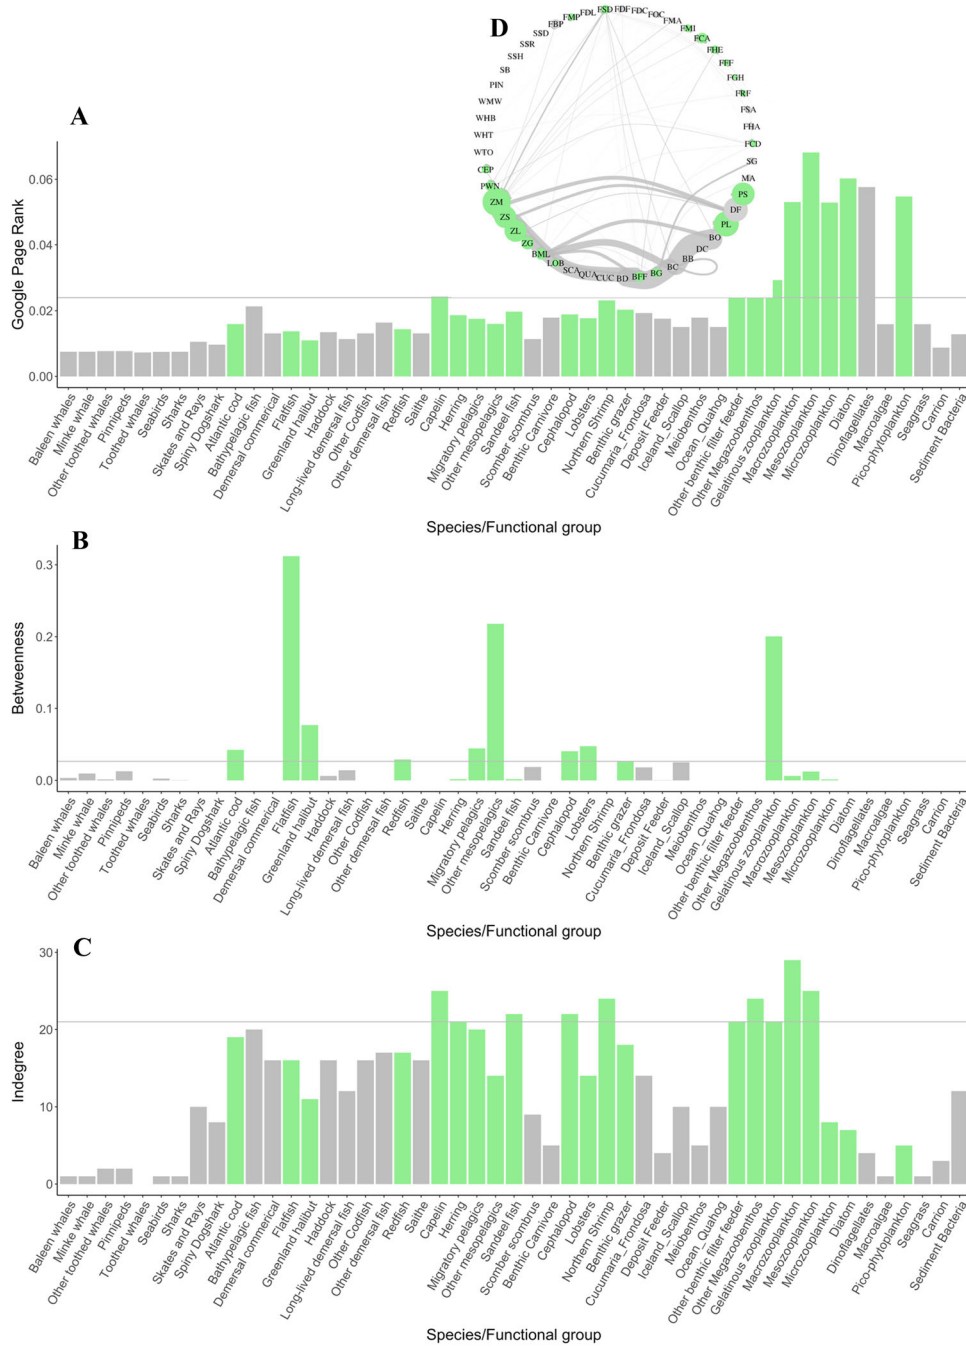 D
FBP FMP FDL FSD FDF FDC FOC FMA FMI FCA FHE FFF FGH FRF FSA FHA FCD SG MA PS DF PL BO DC BB BC BG BFF BD CUC QUA SCA LOB BML ZG ZL ZS ZM PWN CEP WTO WHT WHB WMW PIN SB SSH SSR SSD
A
Google Page Rank
0.06
0.04
0.02
0.00
Baleen whales
Minke whale
Other toothed whales
Pinnipeds
Toothed whales
Seabirds
Sharks
Skates and Rays
Spiny Dogshark
Atlantic cod
Bathypelagic fish
Demersal commercial
Flatfish
Greenland halibut
Haddock
Long-lived demersal fish
Other Codfish
Other demersal fish
Redfish
Saithe
Capelin
Herring
Migratory pelagics
Other mesopelagics
Sandeel fish
Scomber scombrus
Benthic Carnivore
Cephalopod
Lobsters
Northern Shrimp
Benthic grazer
Cucumaria_Frondosa
Deposit Feeder
Iceland_Scallop
Meiobenthos
Ocean_Quahog
Other benthic filter feeder
Other Megazoobenthos
Gelatinous zooplankton
Macrozooplankton
Mesozooplankton
Microzooplankton
Diatom
Dinoflagellates
Macroalgae
Pico-phytoplankton
Seagrass
Carrion
Sediment Bacteria
Species/Functional group
B
Betweenness
0.3
0.2
0.1
0.0
Baleen whales
Minke whale
Other toothed whales
Pinnipeds
Toothed whales
Seabirds
Sharks
Skates and Rays
Spiny Dogshark
Atlantic cod
Bathypelagic fish
Demersal commercial
Flatfish
Greenland halibut
Haddock
Long-lived demersal fish
Other Codfish
Other demersal fish
Redfish
Saithe
Capelin
Herring
Migratory pelagics
Other mesopelagics
Sandeel fish
Scomber scombrus
Benthic Carnivore
Cephalopod
Lobsters
Northern Shrimp
Benthic grazer
Cucumaria_Frondosa
Deposit Feeder
Iceland_Scallop
Meiobenthos
Ocean_Quahog
Other benthic filter feeder
Other Megazoobenthos
Gelatinous zooplankton
Macrozooplankton
Mesozooplankton
Microzooplankton
Diatom
Dinoflagellates
Macroalgae
Pico-phytoplankton
Seagrass
Carrion
Sediment Bacteria
Species/Functional group
C
Indegree
30
20
10
0
Baleen whales
Minke whale
Other toothed whales
Pinnipeds
Toothed whales
Seabirds
Sharks
Skates and Rays
Spiny Dogshark
Atlantic cod
Bathypelagic fish
Demersal commercial
Flatfish
Greenland halibut
Haddock
Long-lived demersal fish
Other Codfish
Other demersal fish
Redfish
Saithe
Capelin
Herring
Migratory pelagics
Other mesopelagics
Sandeel fish
Scomber scombrus
Benthic Carnivore
Cephalopod
Lobsters
Northern Shrimp
Benthic grazer
Cucumaria_Frondosa
Deposit Feeder
Iceland_Scallop
Meiobenthos
Ocean_Quahog
Other benthic filter feeder
Other Megazoobenthos
Gelatinous zooplankton
Macrozooplankton
Mesozooplankton
Microzooplankton
Diatom
Dinoflagellates
Macroalgae
Pico-phytoplankton
Seagrass
Carrion
Sediment Bacteria
Species/Functional group